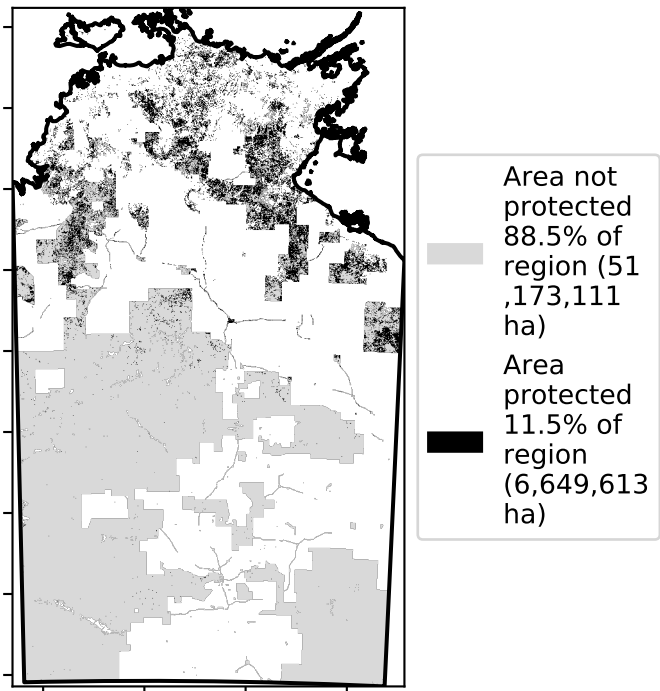 Area not
protected
88.5% of
region (51
,173,111
ha)
Area
protected
11.5% of
region
(6,649,613
ha)